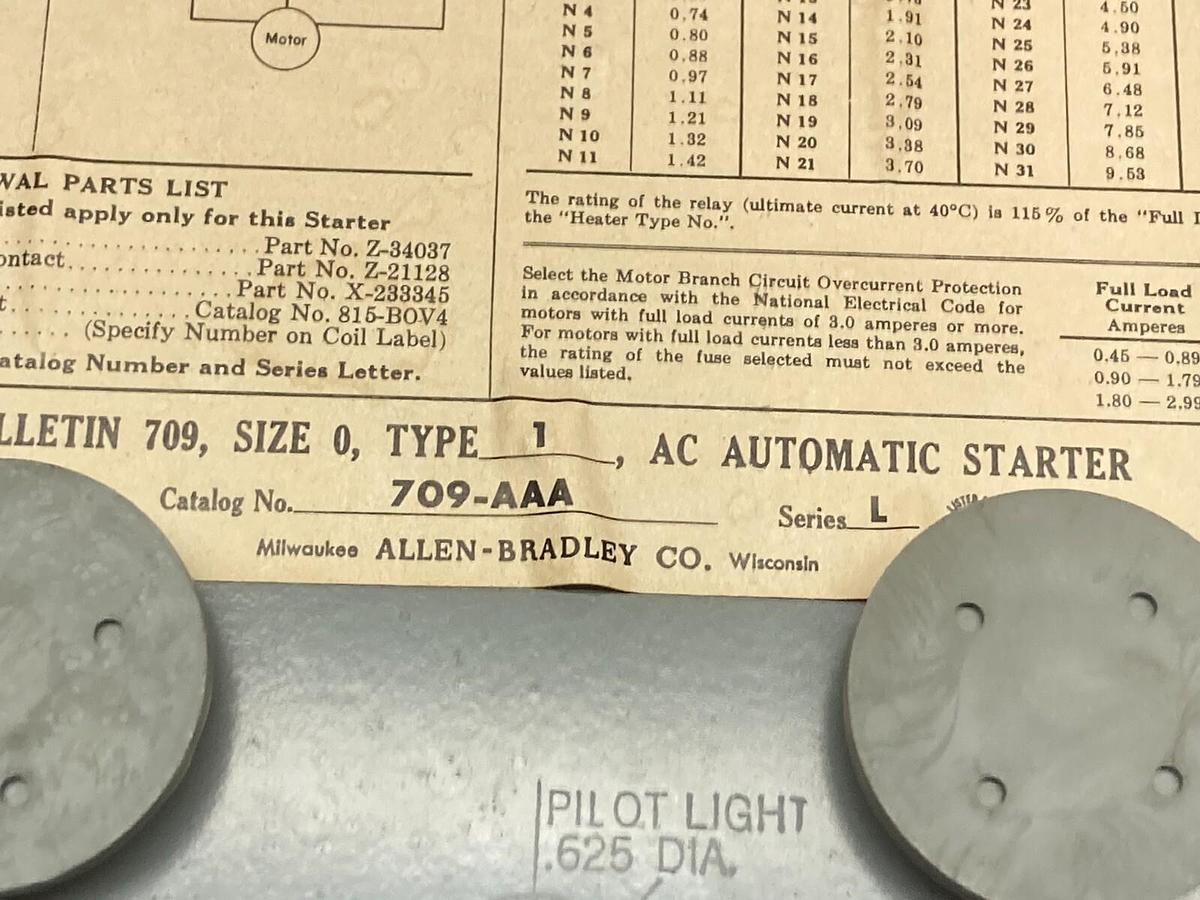 Motor
N 4 0.74 N 14 1.91 N 23 4.50
N 5 0.80 N 15 2.10 N 24 4.90
N 6 0.88 N 16 2.31 N 25 5.38
N 7 0.97 N 17 2.54 N 26 5.91
N 8 1.11 N 18 2.79 N 27 6.48
N 9 1.21 N 19 3.09 N 28 7.12
N 10 1.32 N 20 3.38 N 29 7.85
N 11 1.42 N 21 3.70 N 30 8.68
N 31 9.53
WAL PARTS LIST
isted apply only for this Starter
Part No. Z-34037
ontact Part No. Z-21128
Part No. X-233345
t Catalog No. 815-BOV4
(Specify Number on Coil Label)
atalog Number and Series Letter.
The rating of the relay (ultimate current at 40°C) is 115% of the "Full
the "Heater Type No.".
Select the Motor Branch Circuit Overcurrent Protection
in accordance with the National Electrical Code for
motors with full load currents of 3.0 amperes or more.
For motors with full load currents less than 3.0 amperes,
the rating of the fuse selected must not exceed the
values listed.
Full Load
Current
Amperes
0.45 — 0.89
0.90 — 1.79
1.80 — 2.99
LLETIN 709, SIZE 0, TYPE 1, AC AUTOMATIC STARTER
Catalog No. 709-AAA Series L
Milwaukee ALLEN-BRADLEY CO. Wisconsin
PILOT LIGHT
.625 DIA.